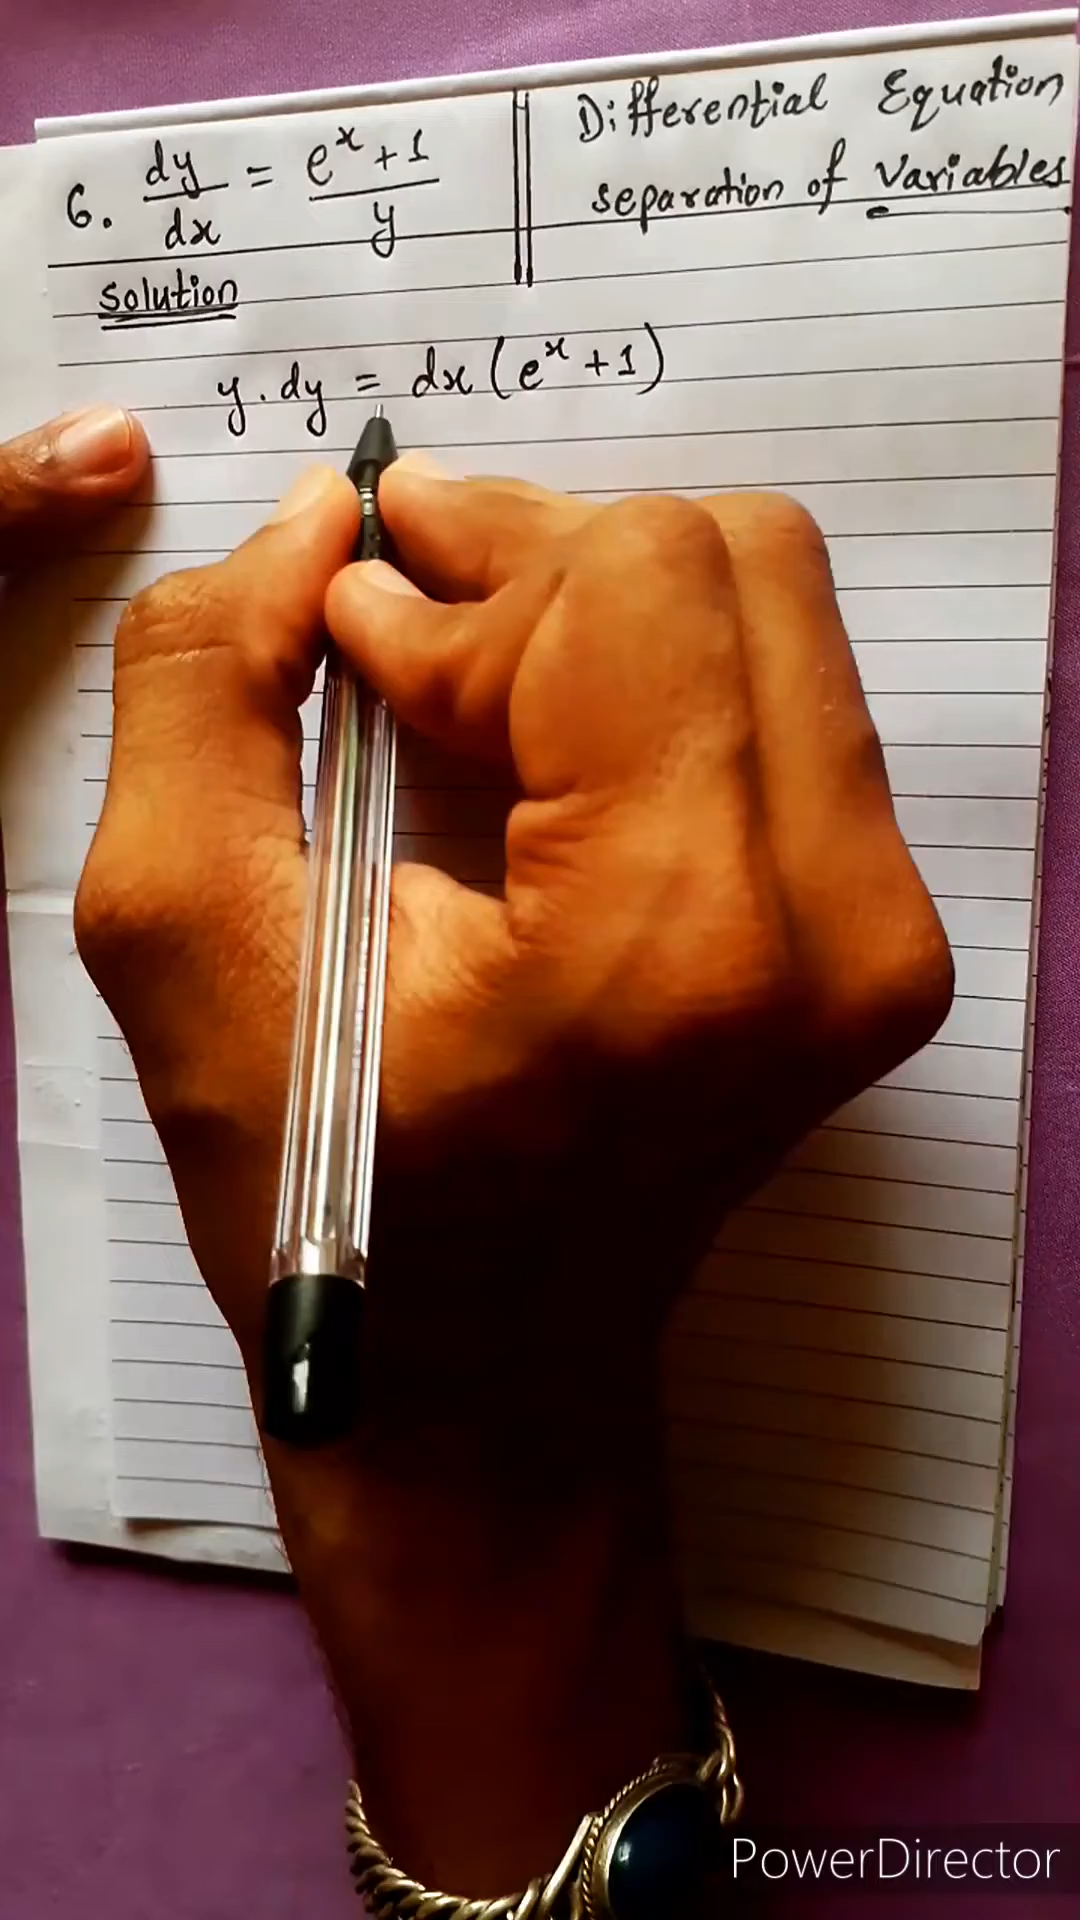 6. dy/dx = (e^x + 1)/y
Differential Equation
separation of Variables
solution
y . dy = dx (e^x + 1)
PowerDirector